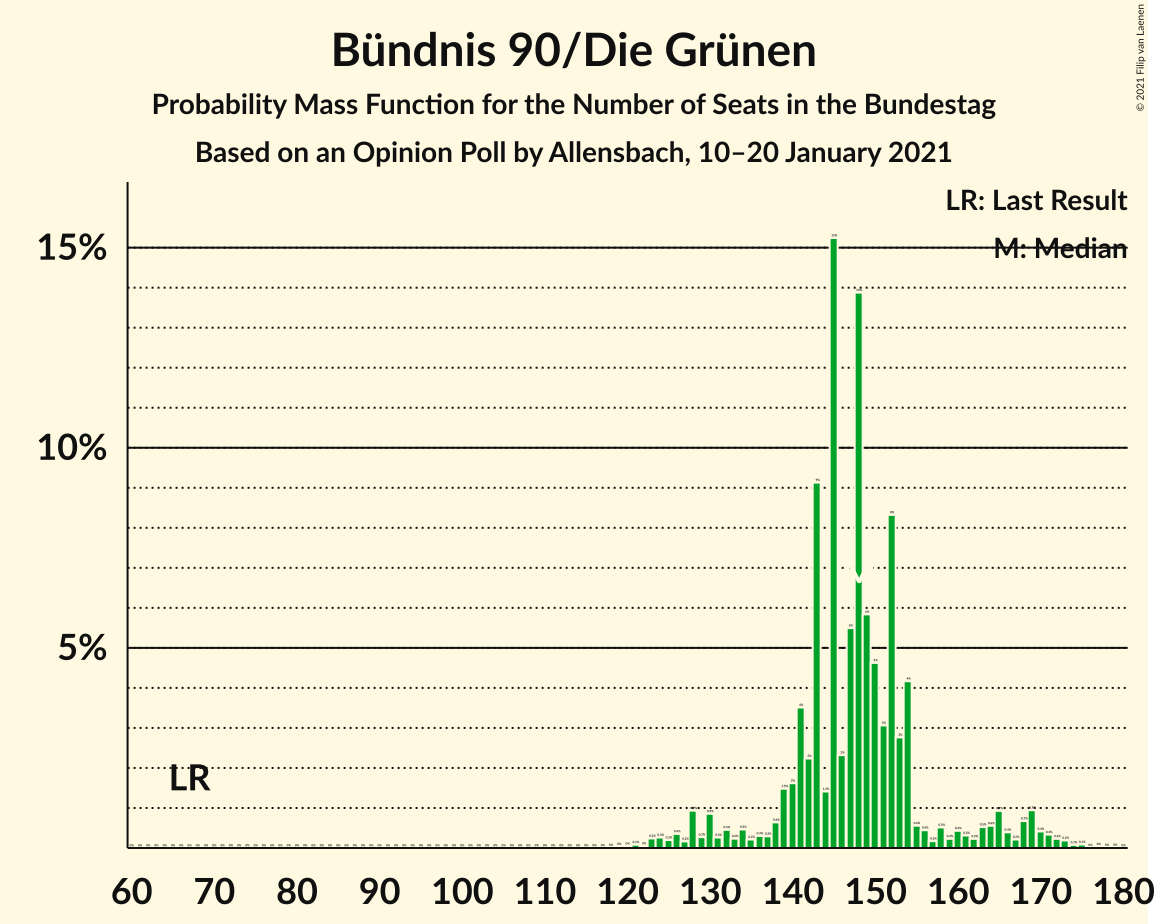 Bündnis 90/Die Grünen
Probability Mass Function for the Number of Seats in the Bundestag
Based on an Opinion Poll by Allensbach, 10–20 January 2021
© 2021 Filip van Laenen
LR: Last Result
M: Median
15%
10%
5%
LR
60 70 80 90 100 110 120 130 140 150 160 170 180